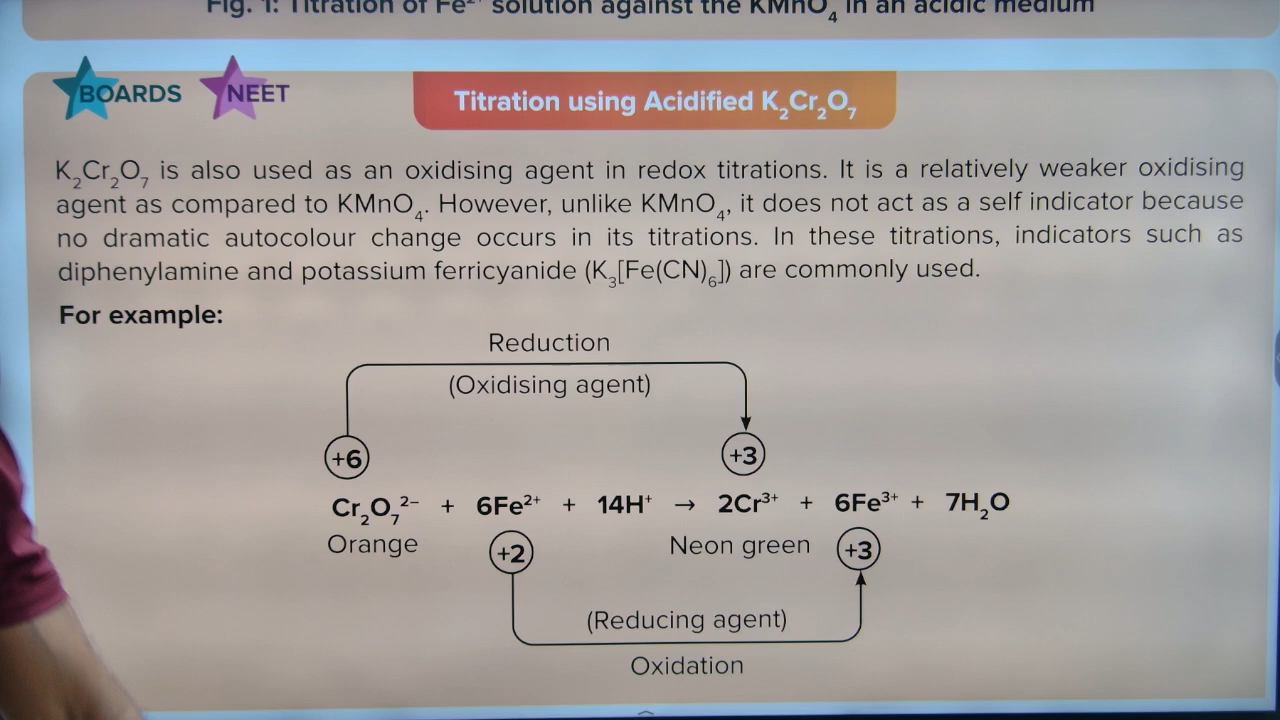 Fig. 1: Titration of Fe²⁺ solution against the KMnO₄ in an acidic medium
BOARDS NEET
Titration using Acidified K₂Cr₂O₇
K₂Cr₂O₇ is also used as an oxidising agent in redox titrations. It is a relatively weaker oxidising
agent as compared to KMnO₄. However, unlike KMnO₄, it does not act as a self indicator because
no dramatic autocolour change occurs in its titrations. In these titrations, indicators such as
diphenylamine and potassium ferricyanide (K₃[Fe(CN)₆]) are commonly used.
For example:
Reduction
(Oxidising agent)
+6 +3
Cr₂O₇²⁻ + 6Fe²⁺ + 14H⁺ → 2Cr³⁺ + 6Fe³⁺ + 7H₂O
Orange +2 Neon green +3
(Reducing agent)
Oxidation